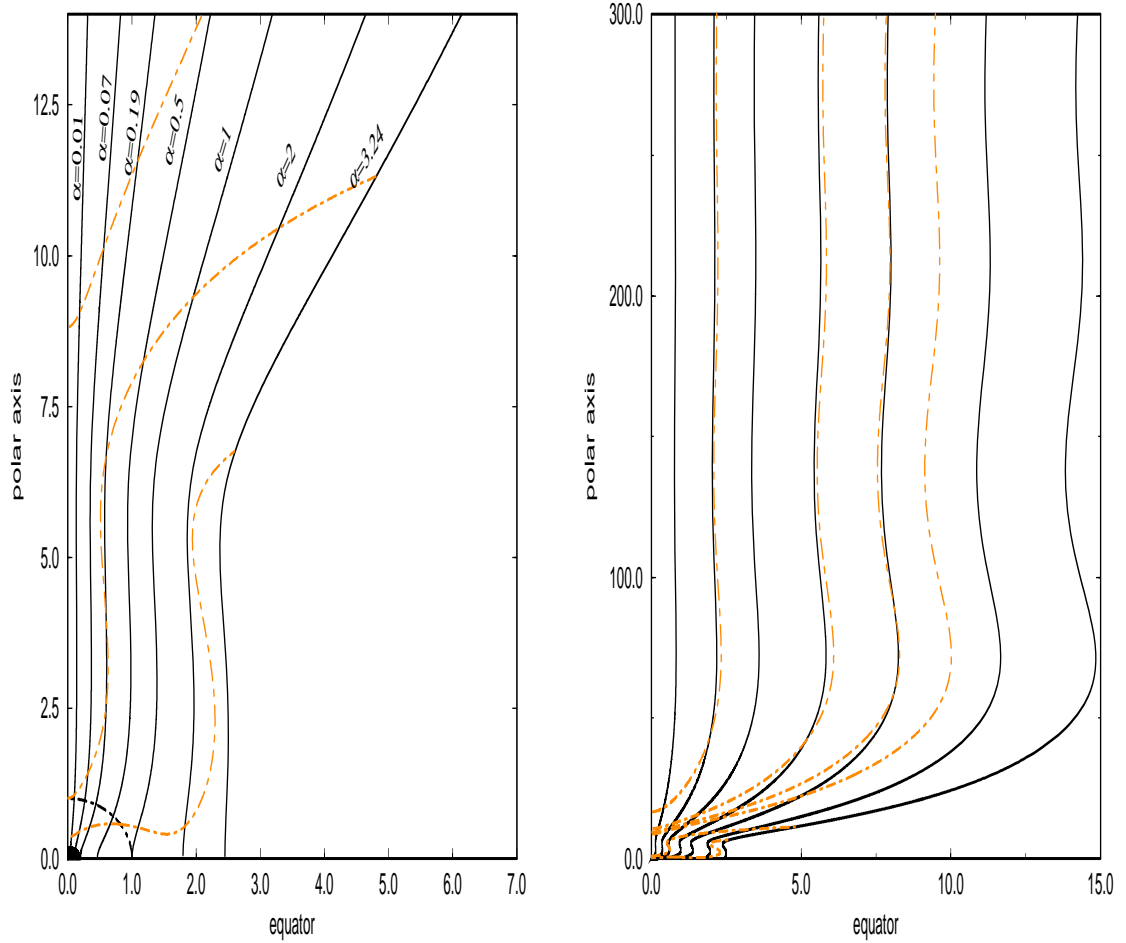 12.5
10.0
7.5
5.0
2.5
0.0
polar axis
α=0.01
α=0.07
α=0.19
α=0.5
α=1
α=2
α=3.24
0.0 1.0 2.0 3.0 4.0 5.0 6.0 7.0
equator
300.0
200.0
100.0
0.0
polar axis
0.0 5.0 10.0 15.0
equator